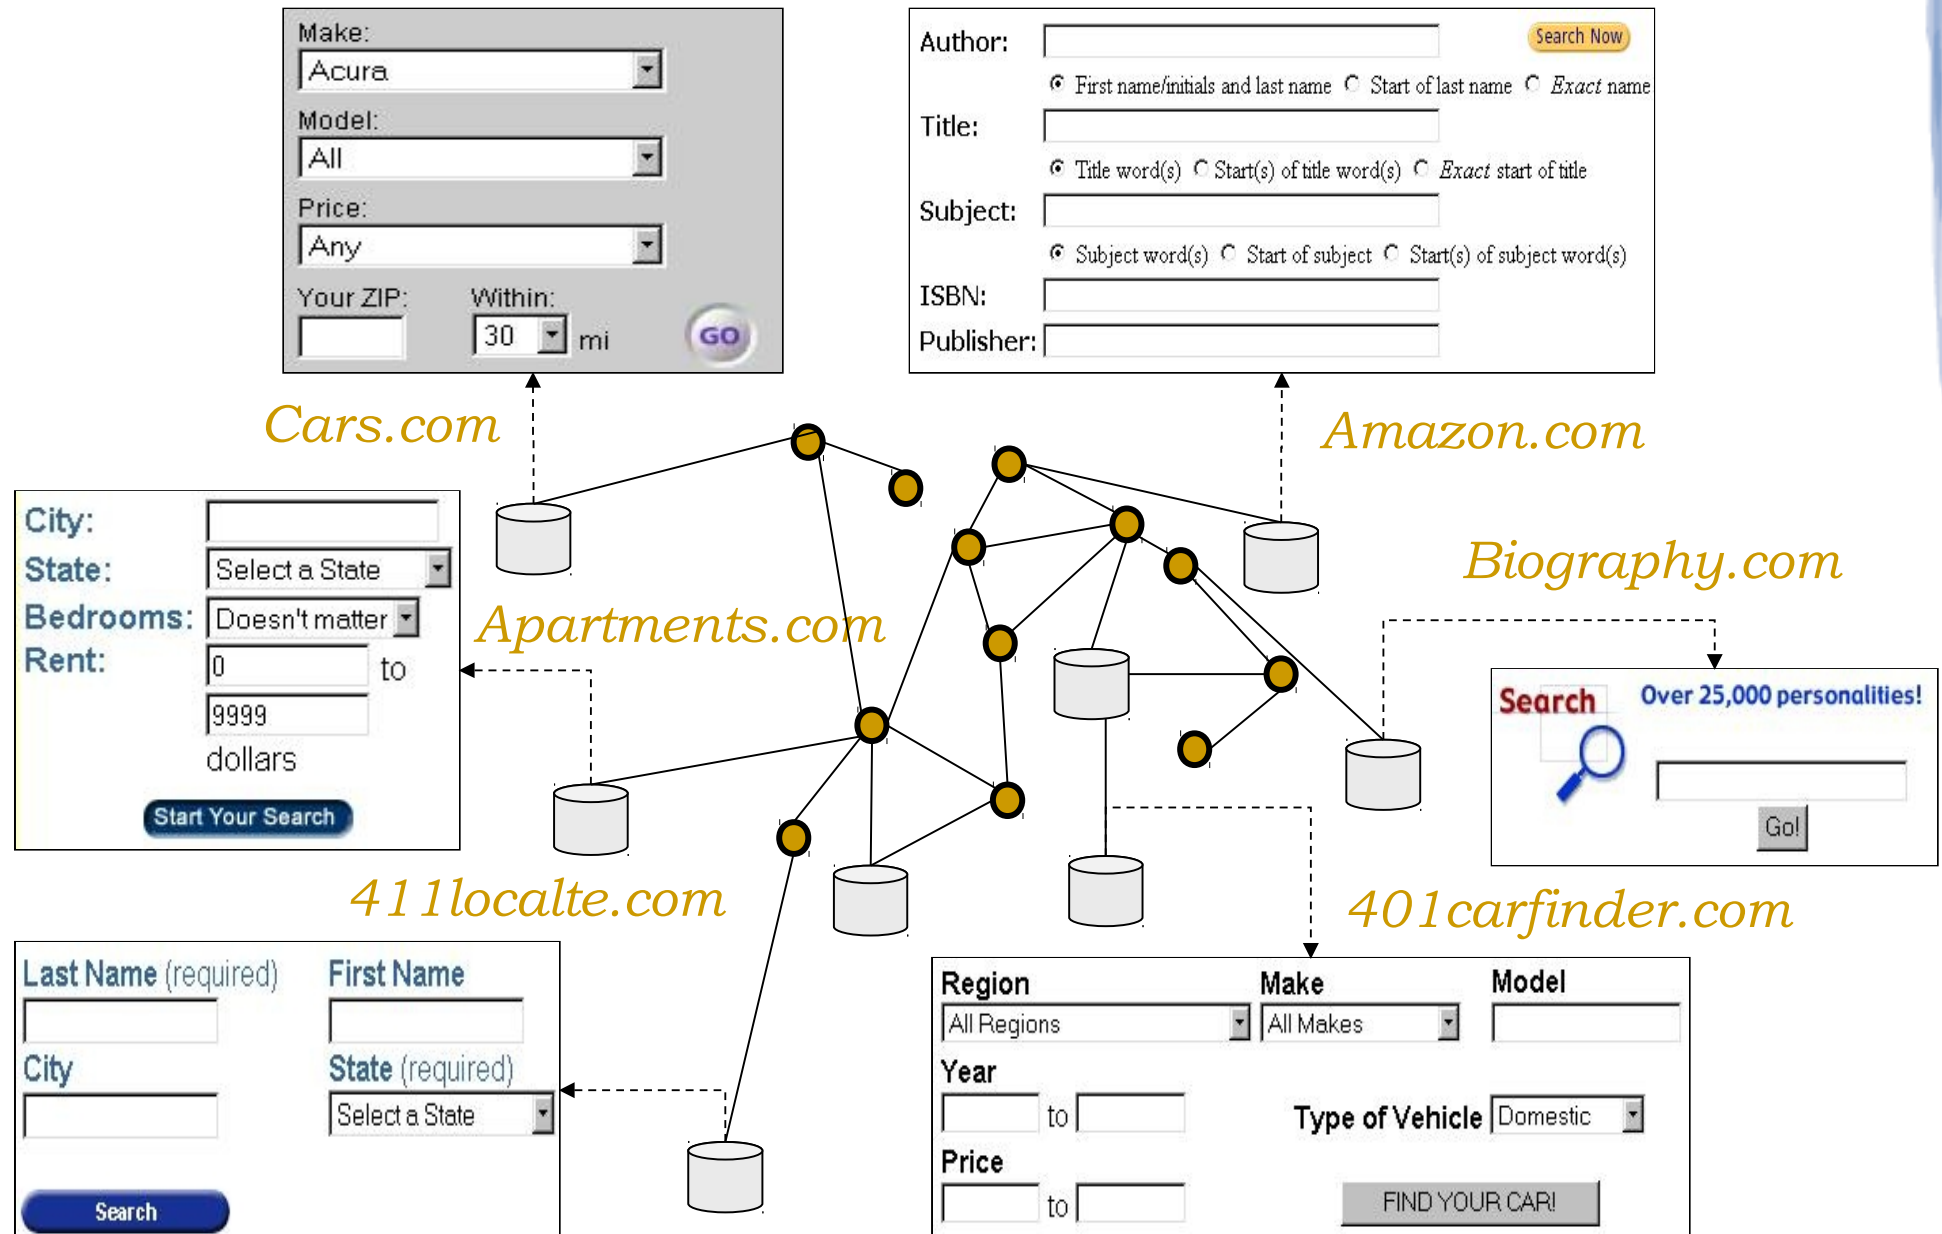 Make:
Acura
Model:
All
Price:
Any
Your ZIP: Within:
30 mi GO
Author: Search Now
First name/initials and last name Start of last name Exact name
Title:
Title word(s) Start(s) of title word(s) Exact start of title
Subject:
Subject word(s) Start of subject Start(s) of subject word(s)
ISBN:
Publisher:
Cars.com
Amazon.com
City:
State: Select a State
Bedrooms: Doesn't matter
Rent: 0 to
9999
dollars
Start Your Search
Apartments.com
Biography.com
Search Over 25,000 personalities!
Go!
411localte.com
401carfinder.com
Last Name (required) First Name
City State (required)
Select a State
Search
Region Make Model
All Regions All Makes
Year
to Type of Vehicle Domestic
Price
to FIND YOUR CAR!